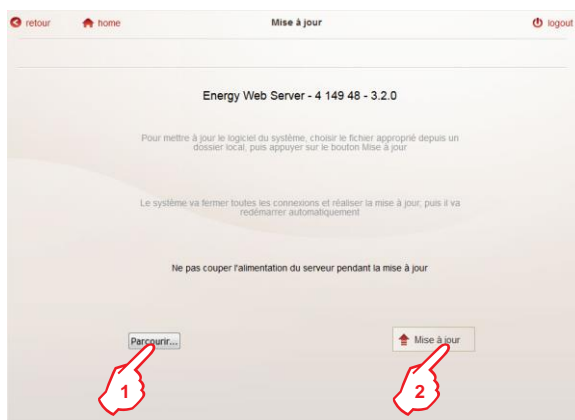 retour home Mise à jour logout
Energy Web Server - 4 149 48 - 3.2.0
Pour mettre à jour le logiciel du système, choisir le fichier approprié depuis un
dossier local, puis appuyer sur le bouton Mise à jour
Le système va fermer toutes les connexions et réaliser la mise à jour, puis il va
redémarrer automatiquement
Ne pas couper l'alimentation du serveur pendant la mise à jour
Parcourir... Mise à jour
1 2